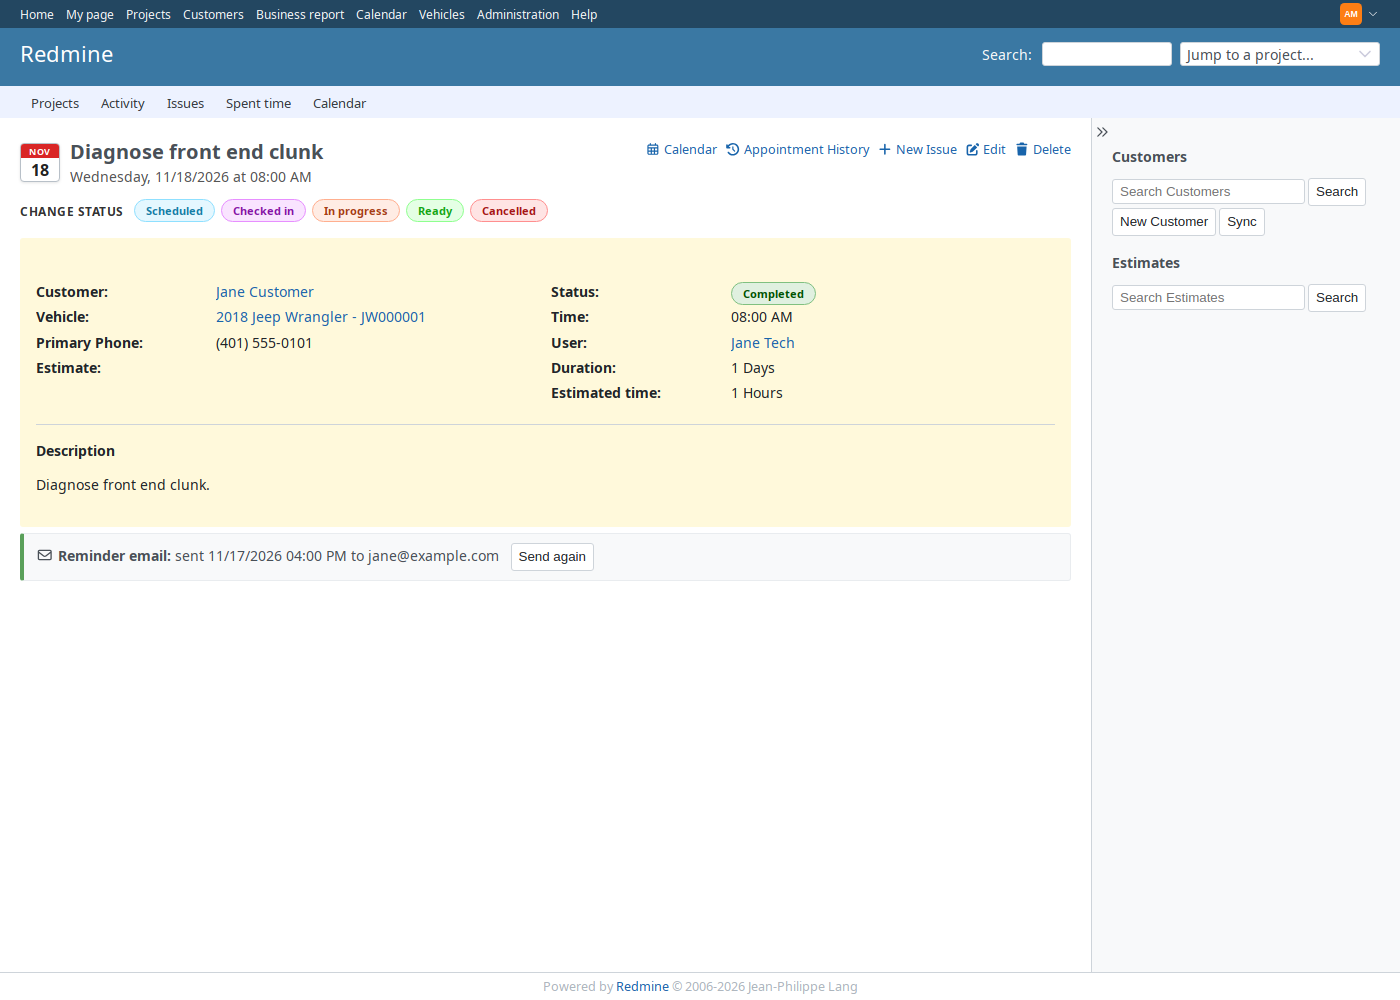 Home My page Projects Customers Business report Calendar Vehicles Administration Help AM
Redmine Search: Jump to a project...
Projects Activity Issues Spent time Calendar
NOV 18
Diagnose front end clunk
Wednesday, 11/18/2026 at 08:00 AM
Calendar Appointment History New Issue Edit Delete
CHANGE STATUS Scheduled Checked in In progress Ready Cancelled
Customer: Jane Customer
Vehicle: 2018 Jeep Wrangler - JW000001
Primary Phone: (401) 555-0101
Estimate:
Status: Completed
Time: 08:00 AM
User: Jane Tech
Duration: 1 Days
Estimated time: 1 Hours
Description
Diagnose front end clunk.
Reminder email: sent 11/17/2026 04:00 PM to jane@example.com Send again
Customers
Search Customers Search
New Customer Sync
Estimates
Search Estimates Search
Powered by Redmine © 2006-2026 Jean-Philippe Lang